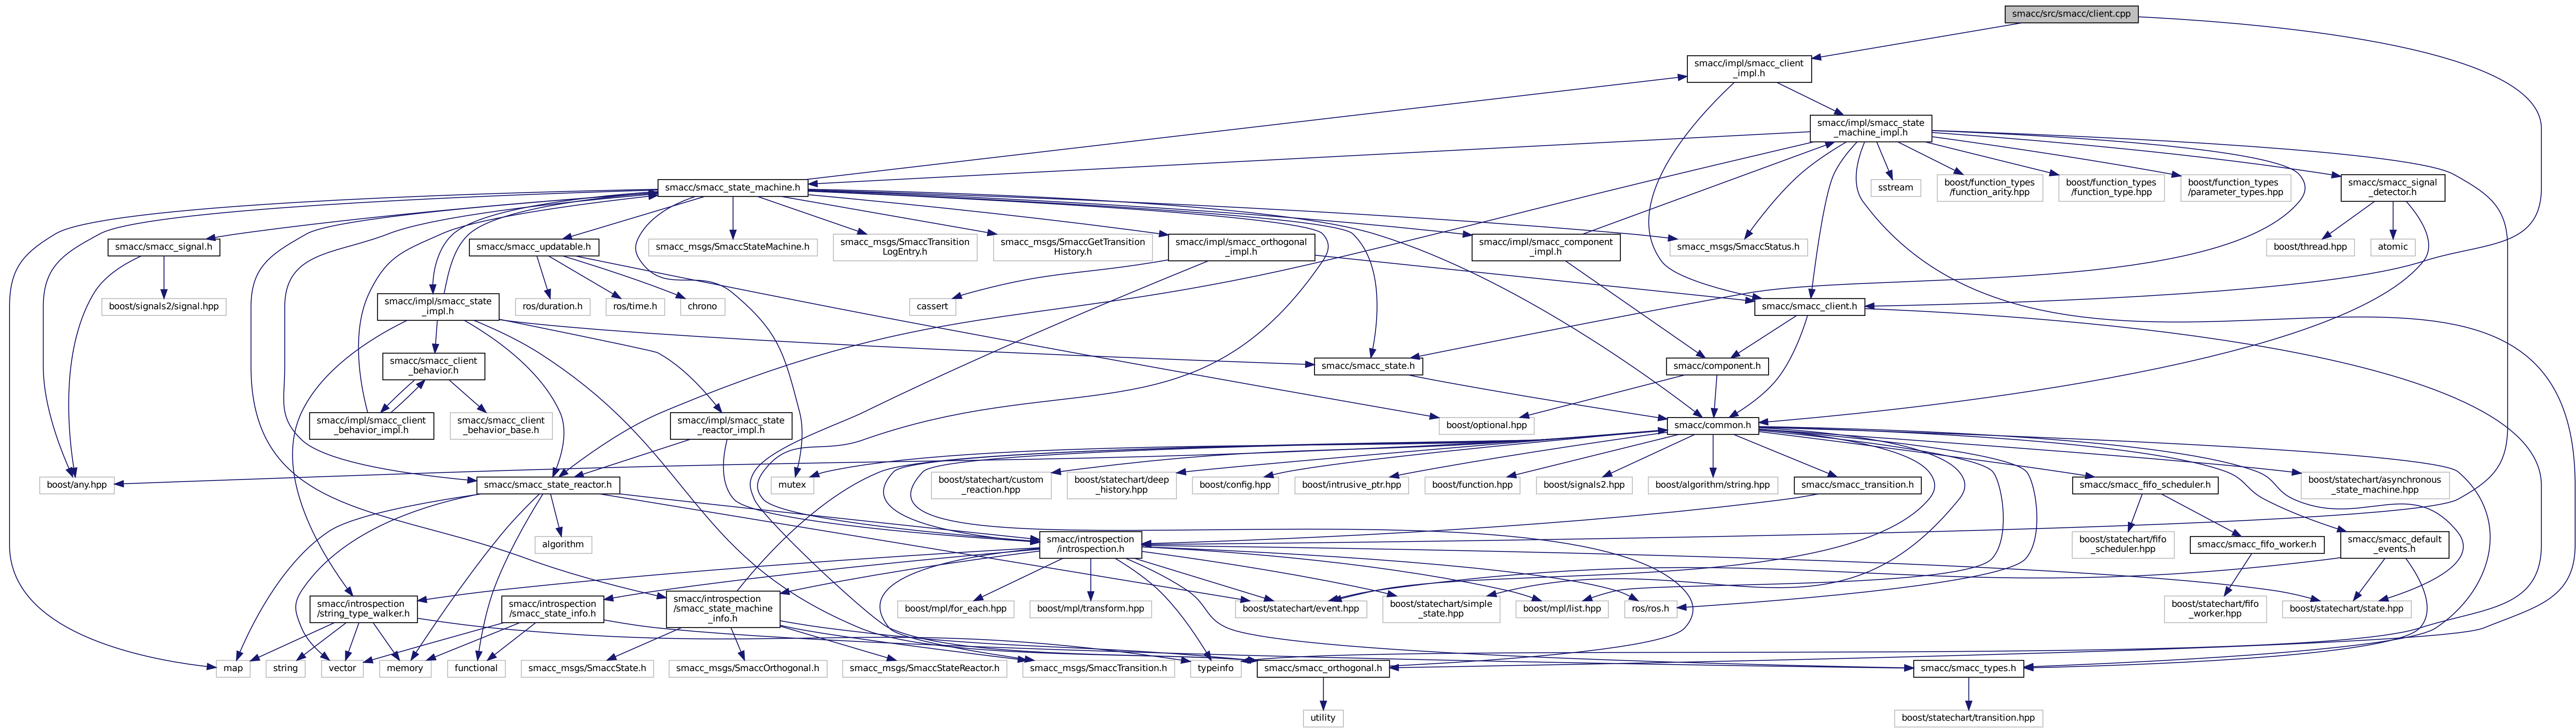 smacc/src/smacc/client.cpp
smacc/impl/smacc_client
_impl.h
smacc/impl/smacc_state
_machine_impl.h
smacc/smacc_state_machine.h
sstream
boost/function_types
/function_arity.hpp
boost/function_types
/function_type.hpp
boost/function_types
/parameter_types.hpp
smacc/smacc_signal
_detector.h
smacc/smacc_signal.h
smacc/smacc_updatable.h
smacc_msgs/SmaccStateMachine.h
smacc_msgs/SmaccTransition
LogEntry.h
smacc_msgs/SmaccGetTransition
History.h
smacc/impl/smacc_orthogonal
_impl.h
smacc/impl/smacc_component
_impl.h
smacc_msgs/SmaccStatus.h
boost/thread.hpp
atomic
boost/signals2/signal.hpp
smacc/impl/smacc_state
_impl.h
ros/duration.h
ros/time.h
chrono
cassert
smacc/smacc_client.h
smacc/smacc_client
_behavior.h
smacc/smacc_state.h
smacc/component.h
smacc/impl/smacc_client
_behavior_impl.h
smacc/smacc_client
_behavior_base.h
smacc/impl/smacc_state
_reactor_impl.h
boost/optional.hpp
smacc/common.h
boost/any.hpp
smacc/smacc_state_reactor.h
mutex
boost/statechart/custom
_reaction.hpp
boost/statechart/deep
_history.hpp
boost/config.hpp
boost/intrusive_ptr.hpp
boost/function.hpp
boost/signals2.hpp
boost/algorithm/string.hpp
smacc/smacc_transition.h
smacc/smacc_fifo_scheduler.h
boost/statechart/asynchronous
_state_machine.hpp
algorithm
smacc/introspection
/introspection.h
boost/statechart/fifo
_scheduler.hpp
smacc/smacc_fifo_worker.h
smacc/smacc_default
_events.h
smacc/introspection
/string_type_walker.h
smacc/introspection
/smacc_state_info.h
smacc/introspection
/smacc_state_machine
_info.h
boost/mpl/for_each.hpp
boost/mpl/transform.hpp
boost/statechart/event.hpp
boost/statechart/simple
_state.hpp
boost/mpl/list.hpp
ros/ros.h
boost/statechart/fifo
_worker.hpp
boost/statechart/state.hpp
map
string
vector
memory
functional
smacc_msgs/SmaccState.h
smacc_msgs/SmaccOrthogonal.h
smacc_msgs/SmaccStateReactor.h
smacc_msgs/SmaccTransition.h
typeinfo
smacc/smacc_orthogonal.h
smacc/smacc_types.h
utility
boost/statechart/transition.hpp